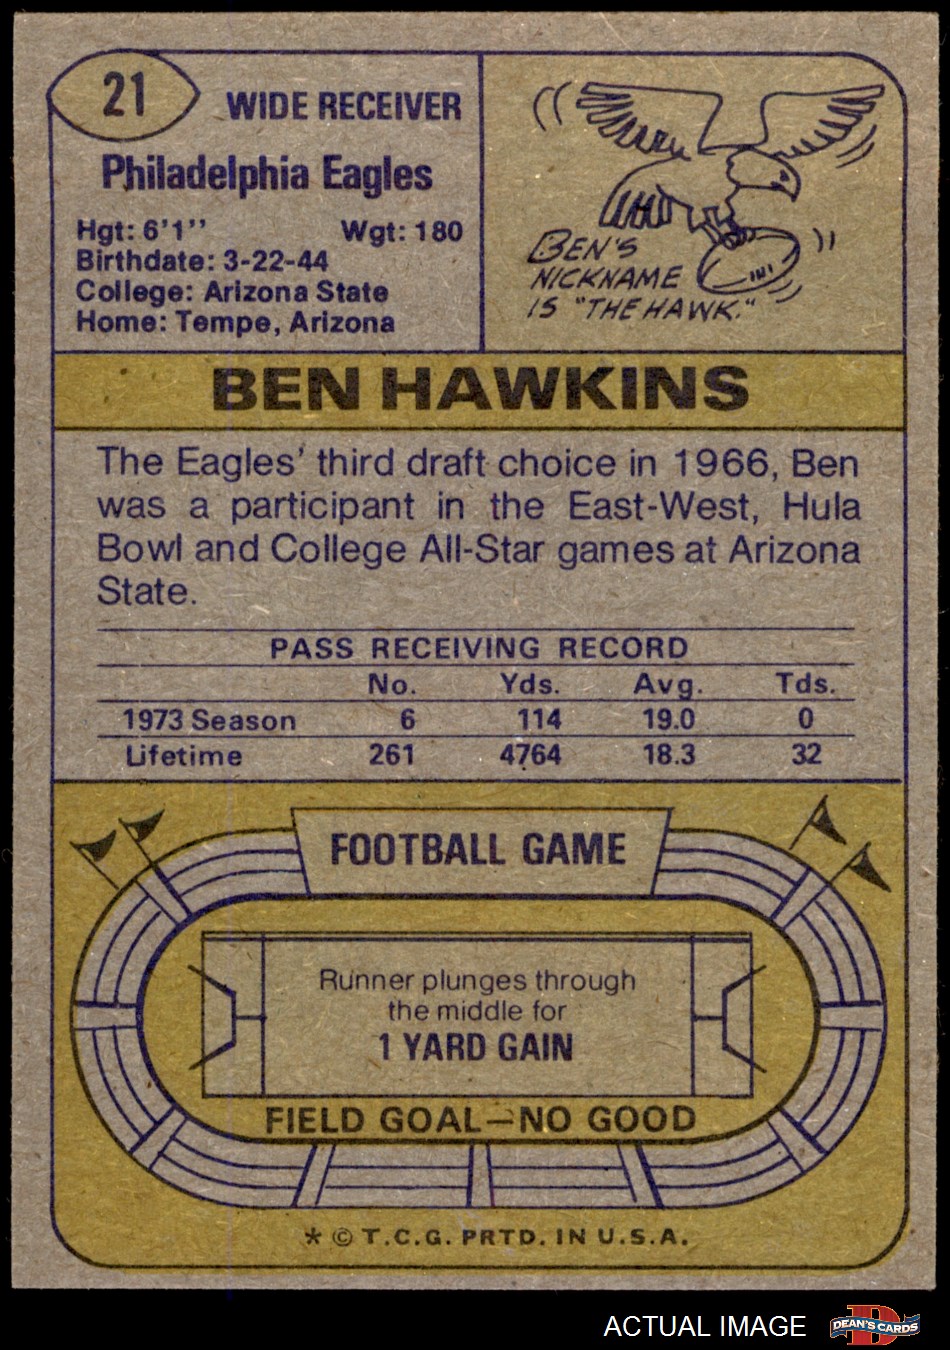 21
WIDE RECEIVER
Philadelphia Eagles
Hgt: 6'1'' Wgt: 180
Birthdate: 3-22-44
College: Arizona State
Home: Tempe, Arizona
BEN'S
NICKNAME
IS "THE HAWK."
BEN HAWKINS
The Eagles' third draft choice in 1966, Ben
was a participant in the East-West, Hula
Bowl and College All-Star games at Arizona
State.
PASS RECEIVING RECORD
No. Yds. Avg. Tds.
1973 Season 6 114 19.0 0
Lifetime 261 4764 18.3 32
FOOTBALL GAME
Runner plunges through
the middle for
1 YARD GAIN
FIELD GOAL—NO GOOD
* © T.C.G. PRTD. IN U.S.A.
ACTUAL IMAGE
D
DEAN'S CARDS